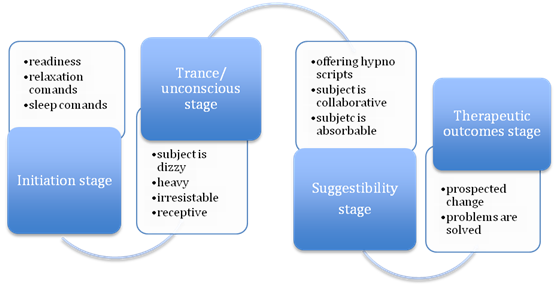 •readiness
•relaxation
comands
•sleep comands
Initiation stage
Trance/
unconscious stage
•subject is
dizzy
•heavy
•irresistable
•receptive
•offering hypno
scripts
•subject is
collaborative
•subjetc is
absorbable
Suggestibility
stage
Therapeutic
outcomes stage
•prospected
change
•problems are
solved